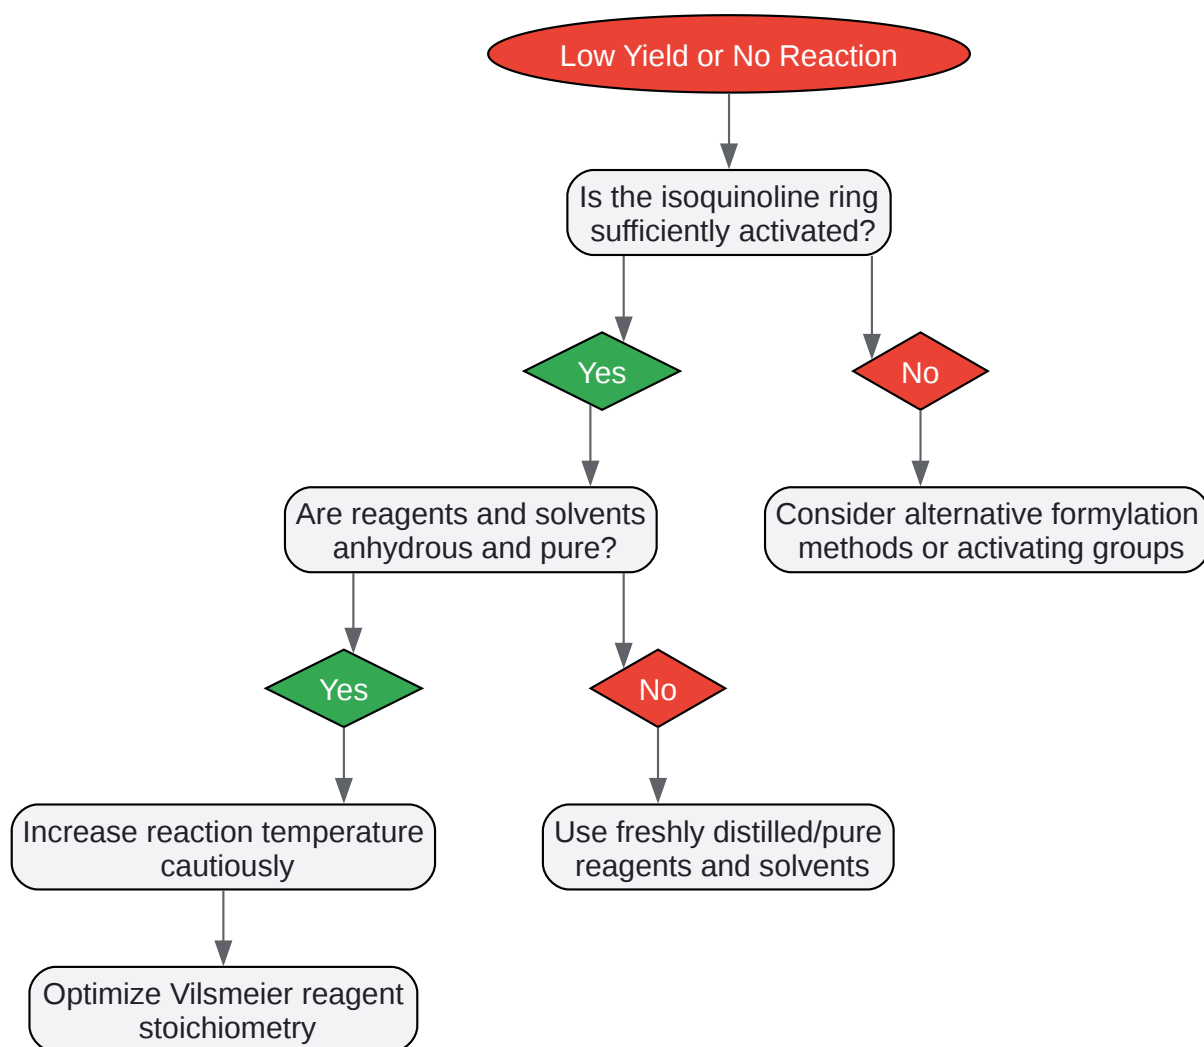 Low Yield or No Reaction
Is the isoquinoline ring
sufficiently activated?
Yes
No
Are reagents and solvents
anhydrous and pure?
Consider alternative formylation
methods or activating groups
Yes
No
Increase reaction temperature
cautiously
Use freshly distilled/pure
reagents and solvents
Optimize Vilsmeier reagent
stoichiometry